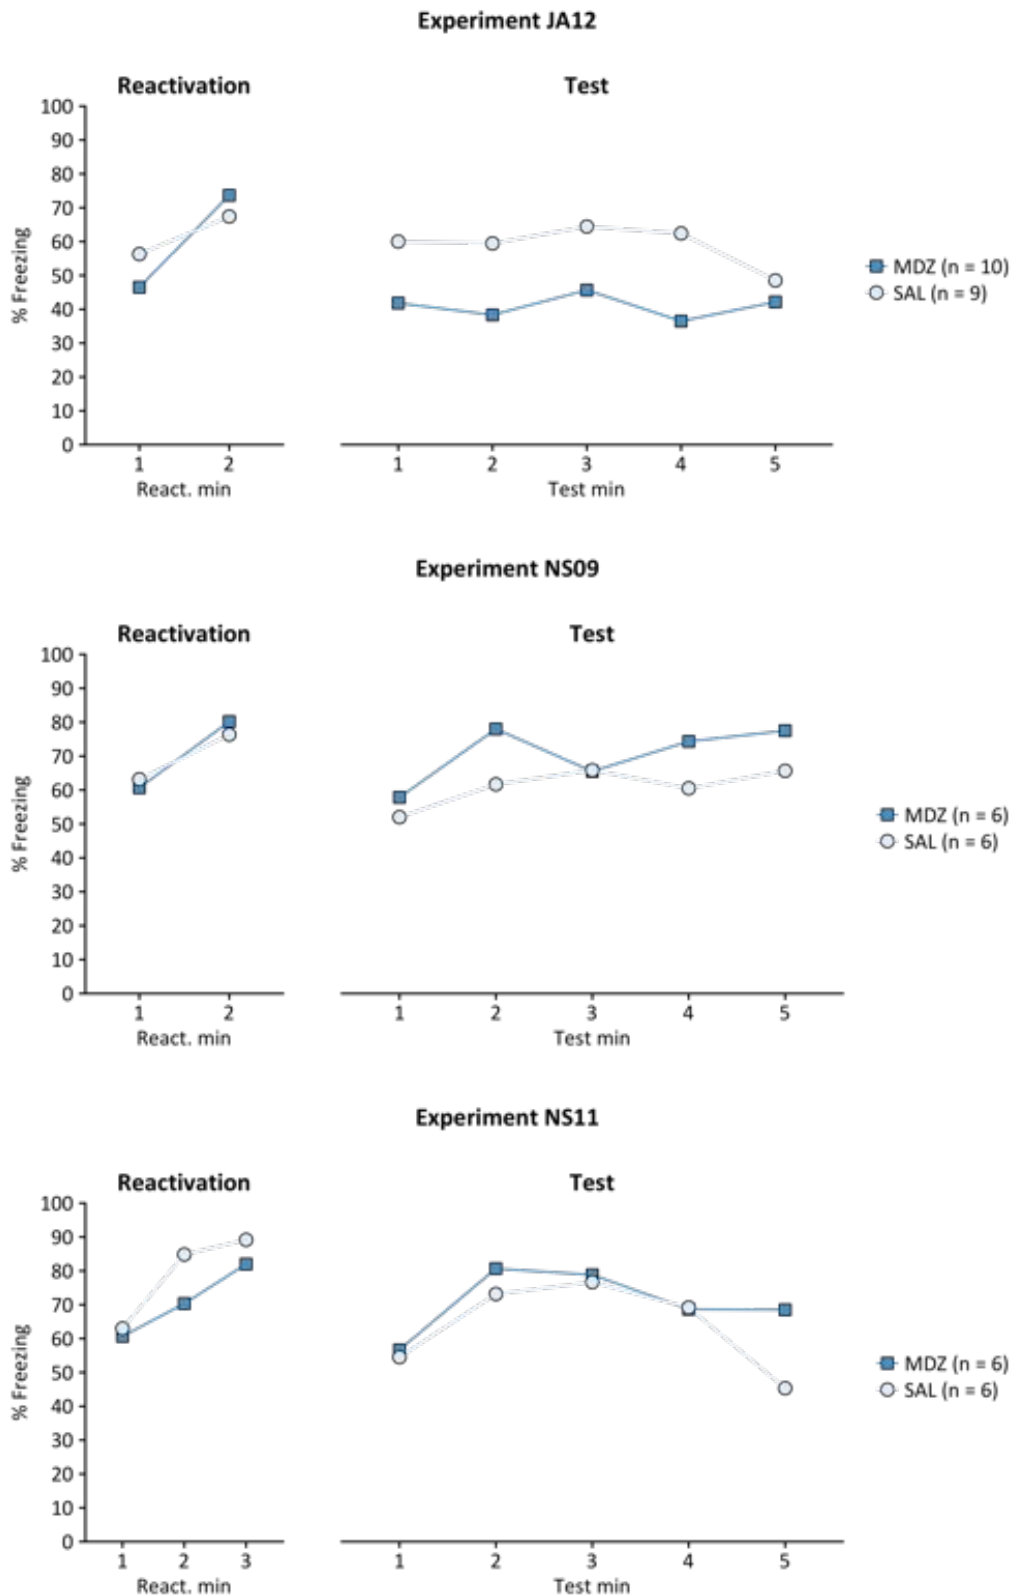 Experiment JA12
Reactivation
Test
% Freezing
100
90
80
70
60
50
40
30
20
10
0
1 2
React. min
1 2 3 4 5
Test min
MDZ (n = 10)
SAL (n = 9)
Experiment NS09
Reactivation
Test
% Freezing
100
90
80
70
60
50
40
30
20
10
0
1 2
React. min
1 2 3 4 5
Test min
MDZ (n = 6)
SAL (n = 6)
Experiment NS11
Reactivation
Test
% Freezing
100
90
80
70
60
50
40
30
20
10
0
1 2 3
React. min
1 2 3 4 5
Test min
MDZ (n = 6)
SAL (n = 6)